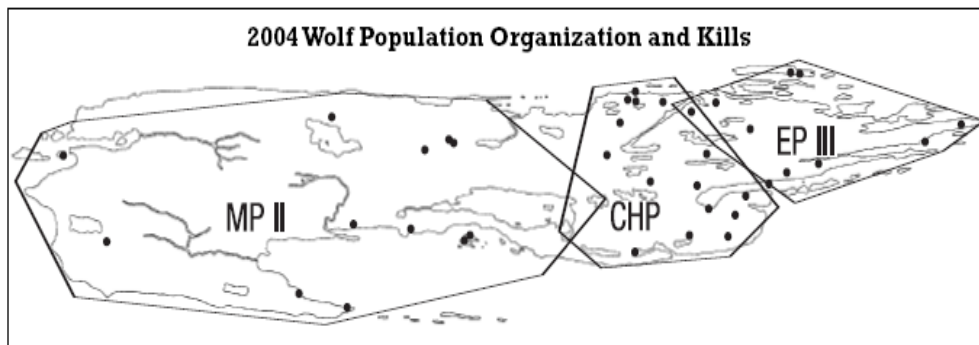 2004 Wolf Population Organization and Kills
MP II
CHP
EP III